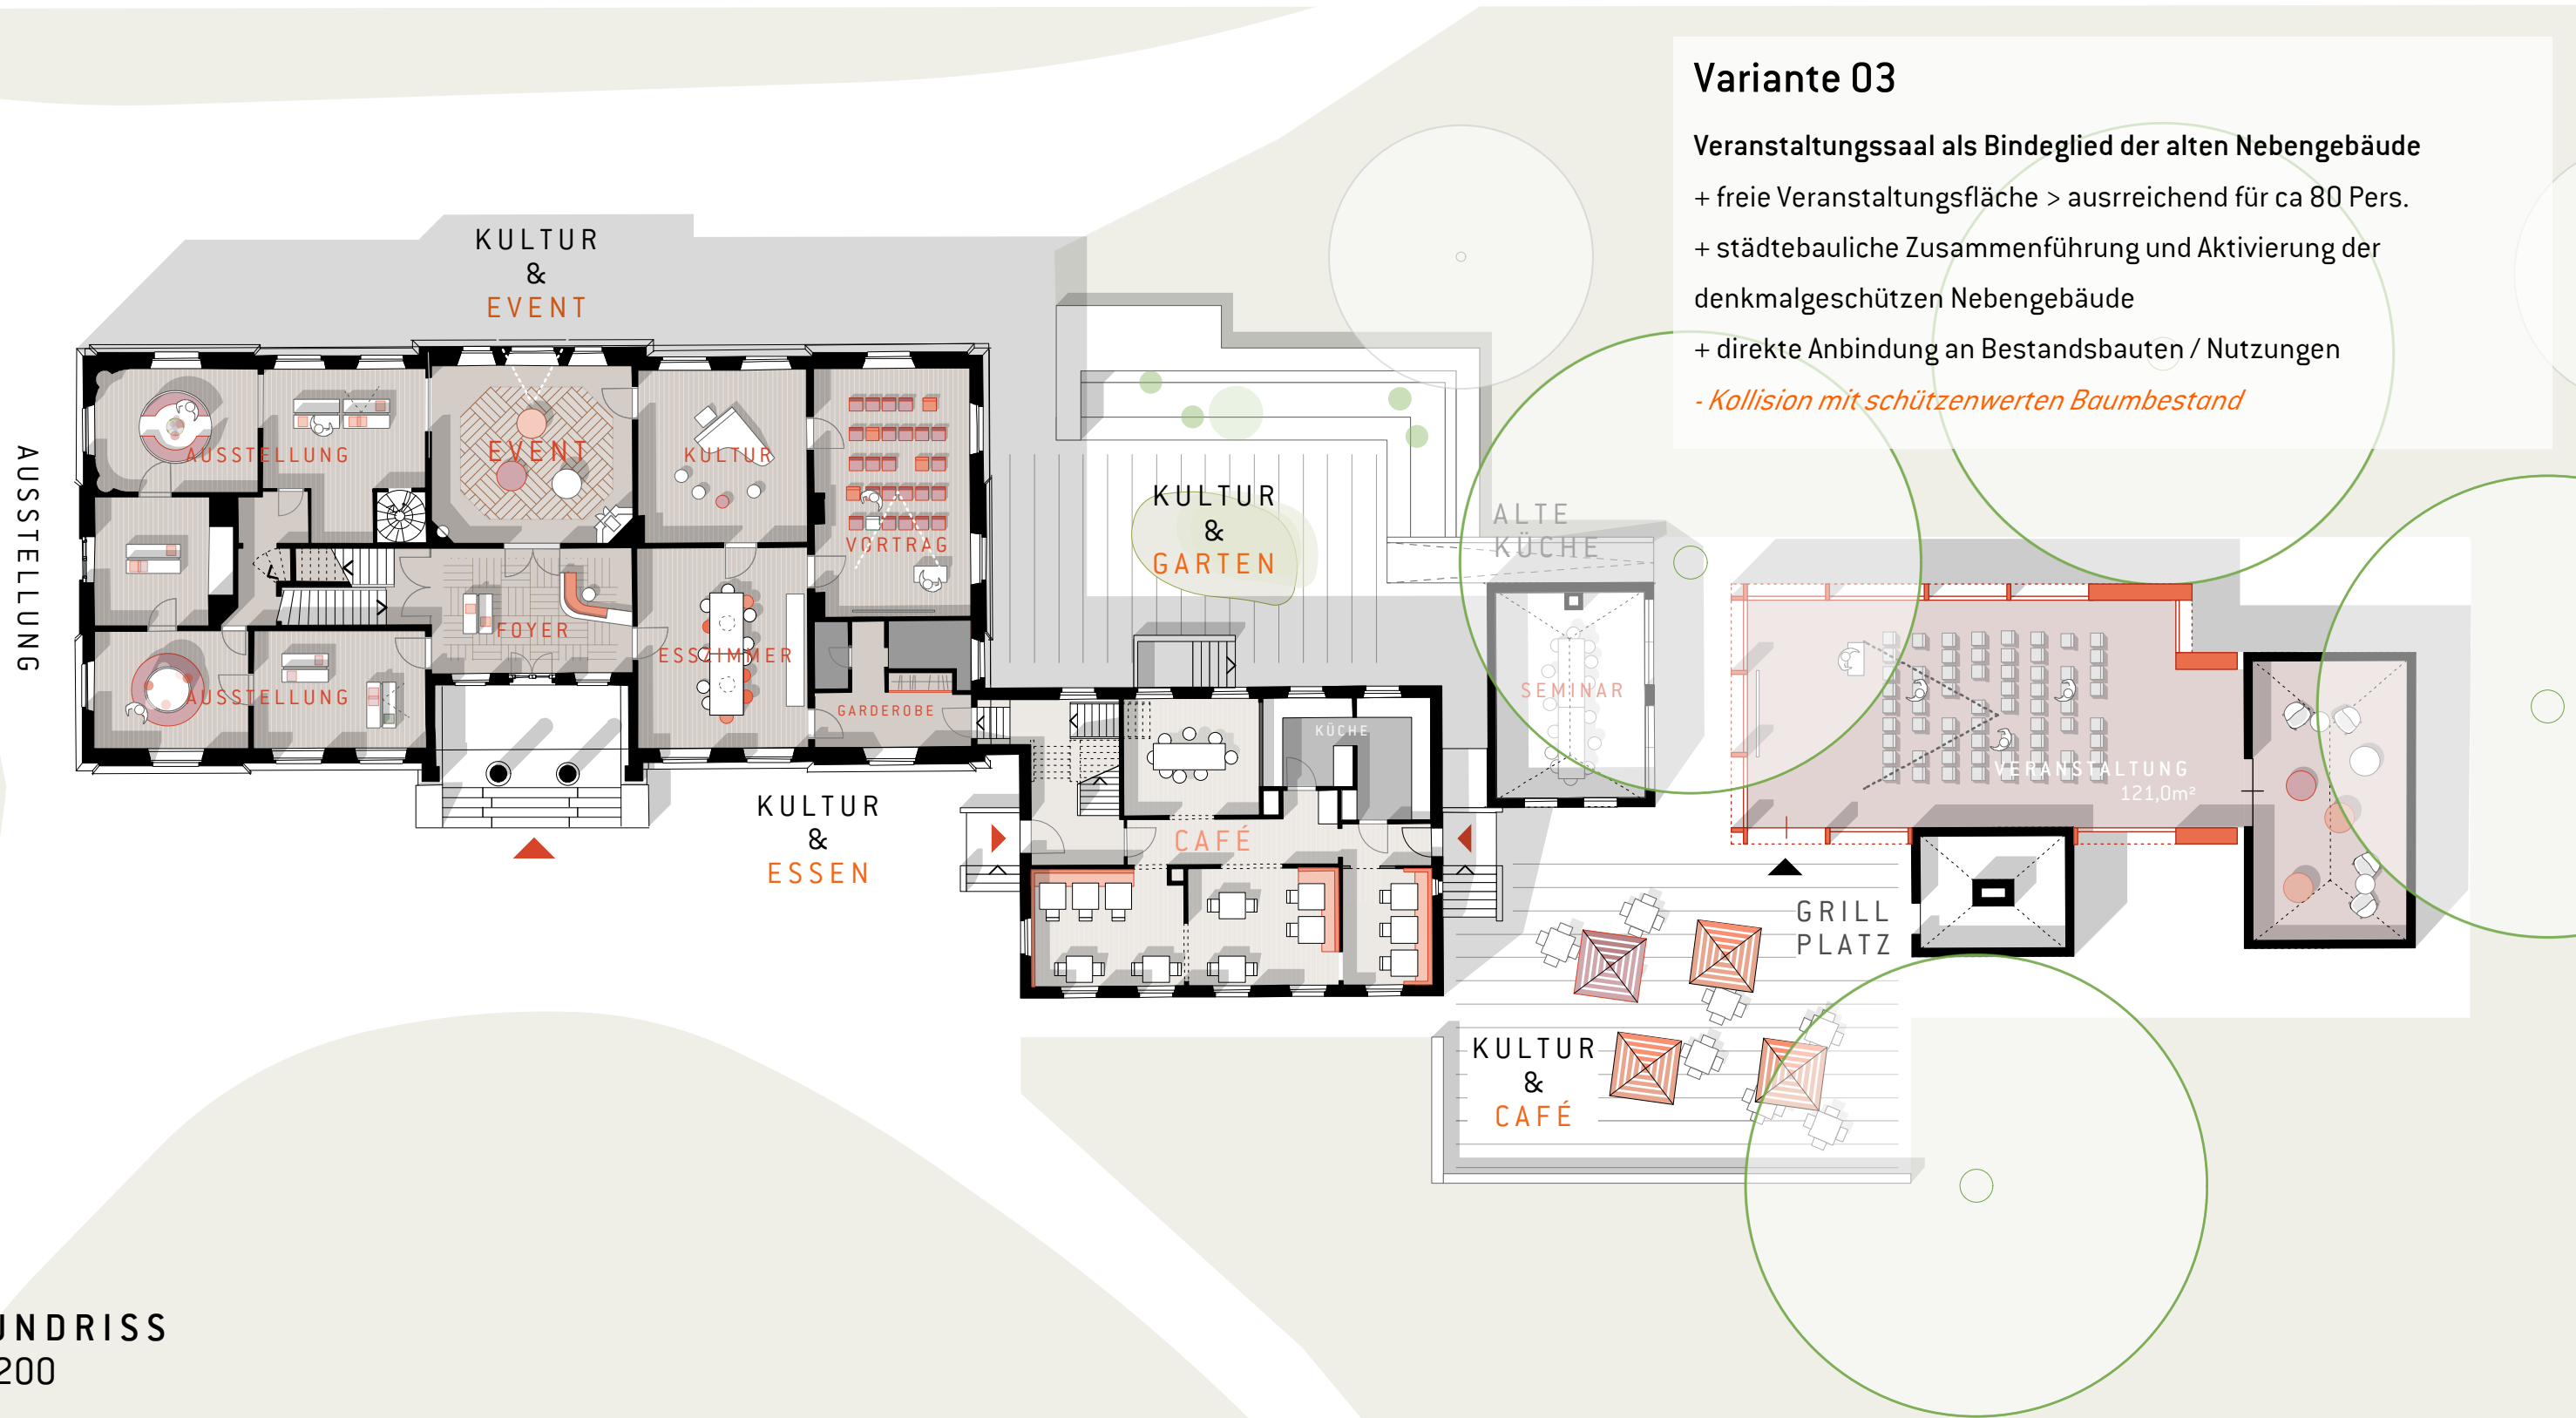 Variante 03
Veranstaltungssaal als Bindeglied der alten Nebengebäude
+ freie Veranstaltungsfläche > ausrreichend für ca 80 Pers.
+ städtebauliche Zusammenführung und Aktivierung der
denkmalgeschützen Nebengebäude
+ direkte Anbindung an Bestandsbauten / Nutzungen
- Kollision mit schützenwerten Baumbestand
KULTUR
&
EVENT
AUSSTELLUNG
AUSSTELLUNG
EVENT
KULTUR
VORTRAG
FOYER
ESSZIMMER
AUSSTELLUNG
GARDEROBE
KULTUR
&
GARTEN
ALTE
KÜCHE
SEMINAR
KÜCHE
CAFÉ
VERANSTALTUNG
121,0m²
KULTUR
&
ESSEN
GRILL
PLATZ
KULTUR
&
CAFÉ
UNDRISS
200